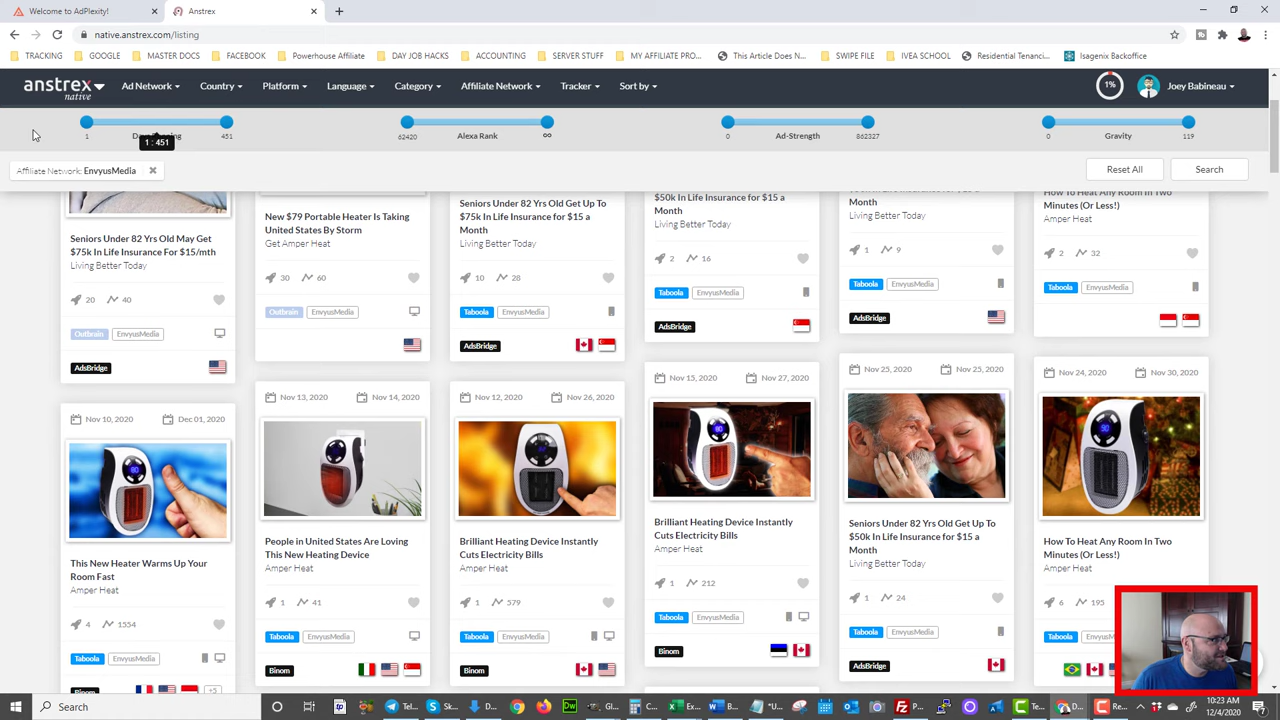 Welcome to AdPlexity!
Anstrex
native.anstrex.com/listing
TRACKING
GOOGLE
MASTER DOCS
FACEBOOK
Powerhouse Affiliate
DAY JOB HACKS
ACCOUNTING
SERVER STUFF
MY AFFILIATE PRO...
This Article Does N...
SWIPE FILE
IVEA SCHOOL
Residential Tenanci...
Isagenix Backoffice
anstrex
native
Ad Network
Country
Platform
Language
Category
Affiliate Network
Tracker
Sort by
1%
Joey Babineau
1
451
1 : 451
62420
Alexa Rank
∞
0
Ad-Strength
862327
0
Gravity
119
Affiliate Network: EnvyusMedia
Reset All
Search
Seniors Under 82 Yrs Old May Get
$75k In Life Insurance For $15/mth
Living Better Today
20 40
Outbrain EnvyusMedia
AdsBridge
New $79 Portable Heater Is Taking
United States By Storm
Get Amper Heat
30 60
Outbrain EnvyusMedia
Seniors Under 82 Yrs Old Get Up To
$75k In Life Insurance for $15 a
Month
Living Better Today
10 28
Taboola EnvyusMedia
AdsBridge
$50k In Life Insurance for $15 a
Month
Living Better Today
2 16
Taboola EnvyusMedia
AdsBridge
Month
Living Better Today
1 9
Taboola EnvyusMedia
AdsBridge
How To Heat Any Room In Two
Minutes (Or Less!)
Amper Heat
2 32
Taboola EnvyusMedia
Nov 10, 2020 Dec 01, 2020
This New Heater Warms Up Your
Room Fast
Amper Heat
4 1554
Taboola EnvyusMedia
Binom
+5
Nov 13, 2020 Nov 14, 2020
People in United States Are Loving
This New Heating Device
Amper Heat
1 41
Taboola EnvyusMedia
Binom
Nov 12, 2020 Nov 26, 2020
Brilliant Heating Device Instantly
Cuts Electricity Bills
Amper Heat
1 579
Taboola EnvyusMedia
Binom
Nov 15, 2020 Nov 27, 2020
Brilliant Heating Device Instantly
Cuts Electricity Bills
Amper Heat
1 212
Taboola EnvyusMedia
Binom
Nov 25, 2020 Nov 25, 2020
Seniors Under 82 Yrs Old Get Up To
$50k In Life Insurance for $15 a
Month
Living Better Today
1 24
Taboola EnvyusMedia
AdsBridge
Nov 24, 2020 Nov 30, 2020
How To Heat Any Room In Two
Minutes (Or Less!)
Amper Heat
6 195
Taboola
Search
Tel...
Sk...
10:23 AM
12/4/2020